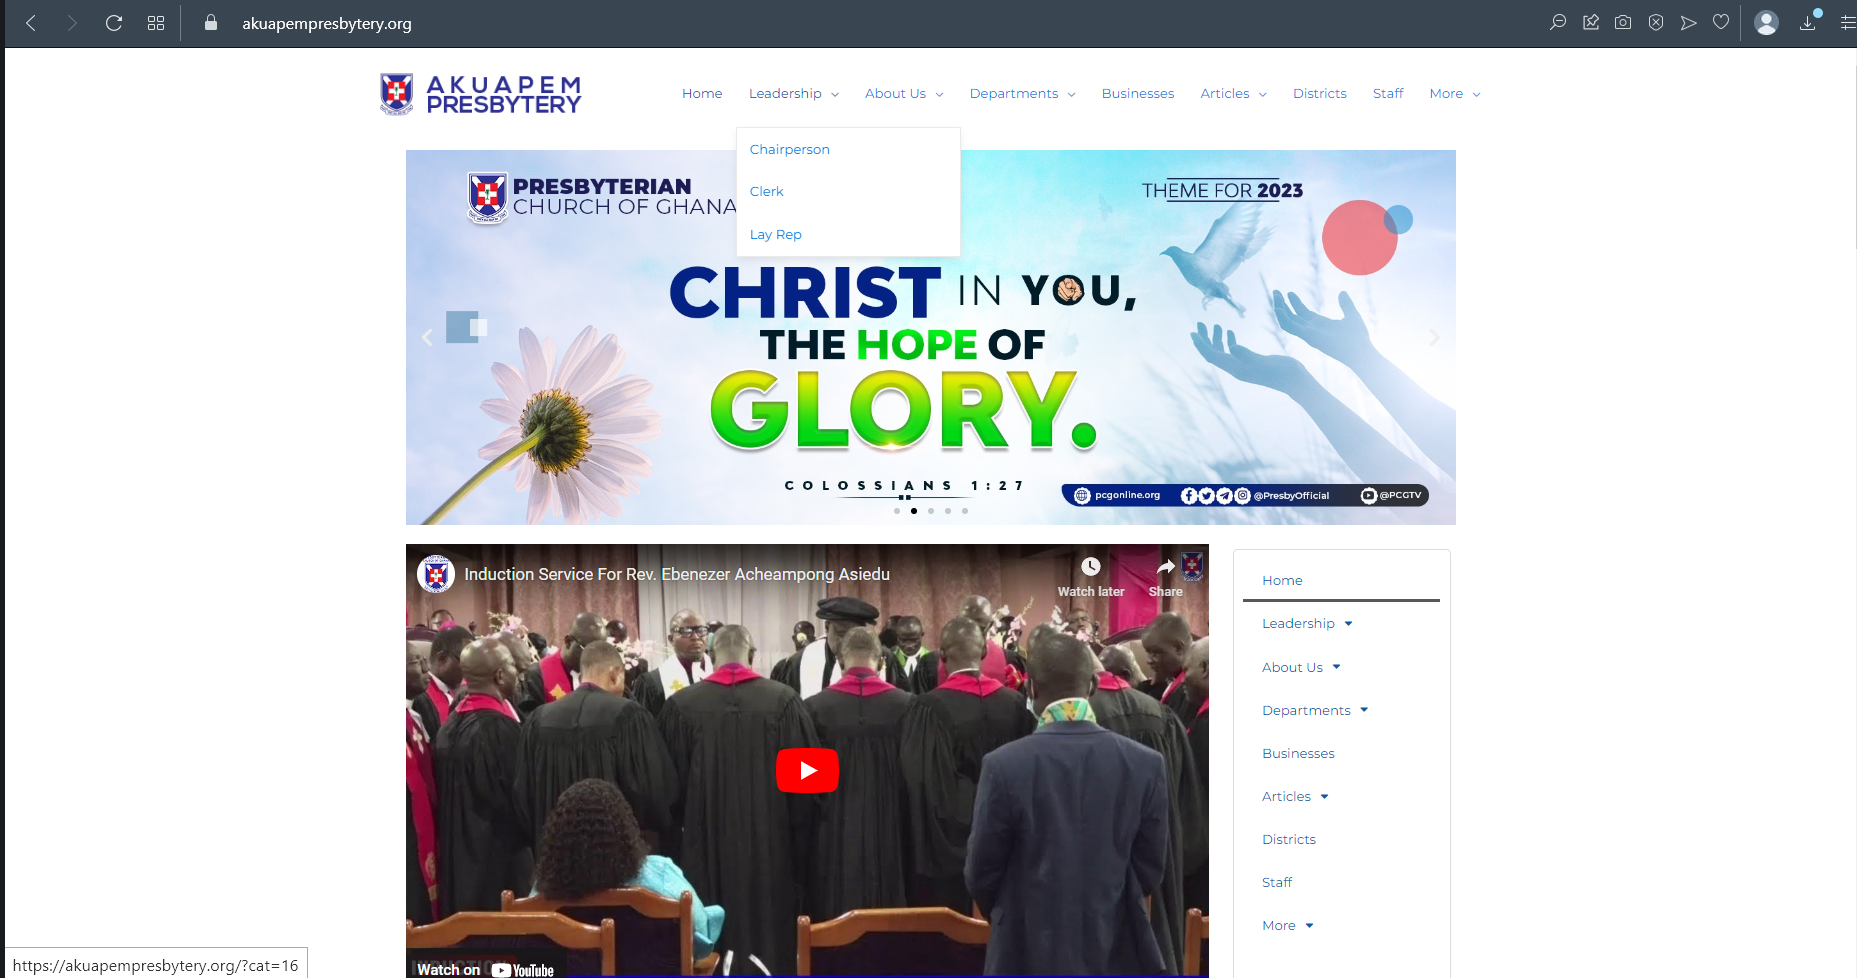 akuapempresbytery.org
AKUAPEM
PRESBYTERY
Home Leadership About Us Departments Businesses Articles Districts Staff More
Chairperson
Clerk
Lay Rep
PRESBYTERIAN
CHURCH OF GHANA
THEME FOR 2023
CHRIST IN YOU,
THE HOPE OF
GLORY.
COLOSSIANS 1:27
pcgonline.org @PresbyOfficial @PCGTV
Induction Service For Rev. Ebenezer Acheampong Asiedu
Watch later Share
Watch on YouTube
Home
Leadership
About Us
Departments
Businesses
Articles
Districts
Staff
More
https://akuapempresbytery.org/?cat=16